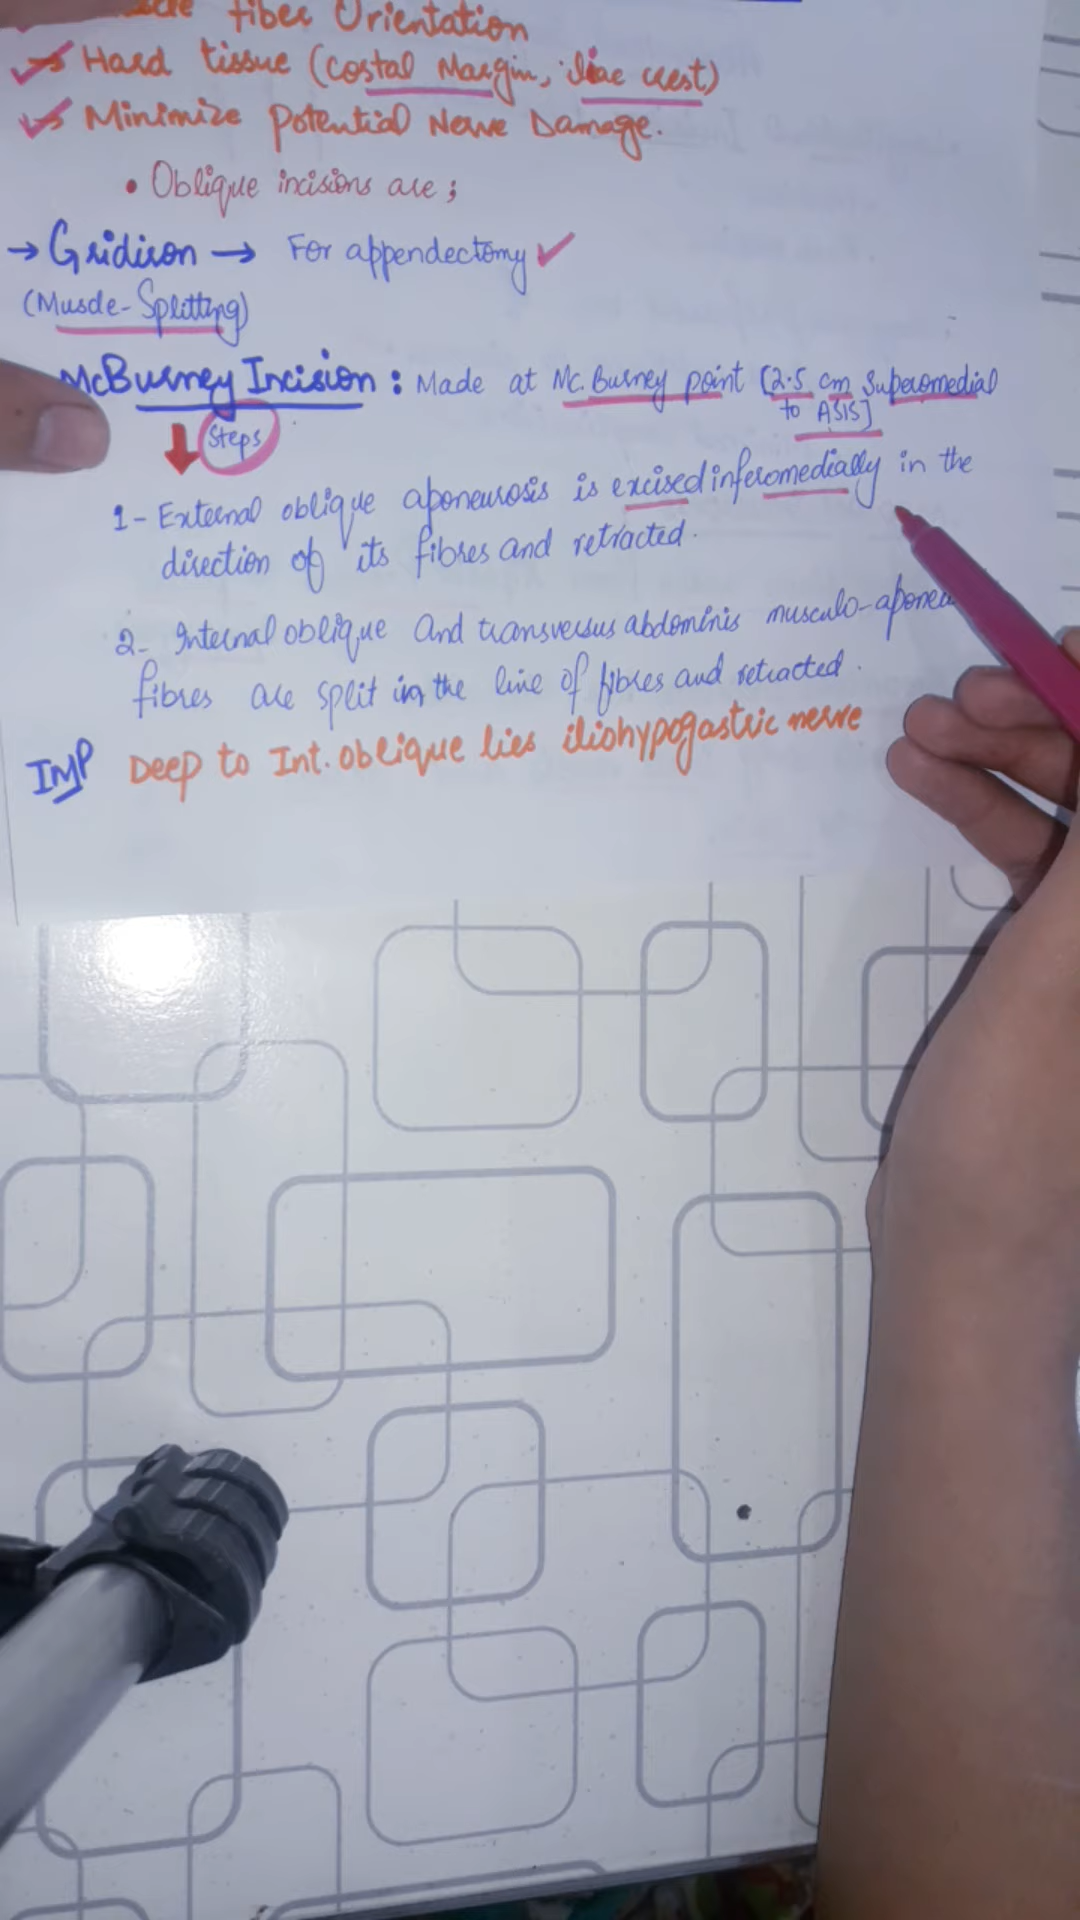 fiber Orientation
→ Hard tissue (Costal Margin, iliac crest)
→ Minimize Potential Nerve Damage.
• Oblique incisions are ;
→ Gridiron → For appendectomy ✓
(Muscle-Splitting)
McBurney Incision : Made at Mc.Burney point (2.5 cm superomedial
to ASIS]
Steps
1- External oblique aponeurosis is excised inferomedially in the
direction of its fibres and retracted.
2- Internal oblique And transversus abdominis musculo-
fibres are split in the line of fibres and retracted.
IMP Deep to Int. oblique lies iliohypogastric nerve